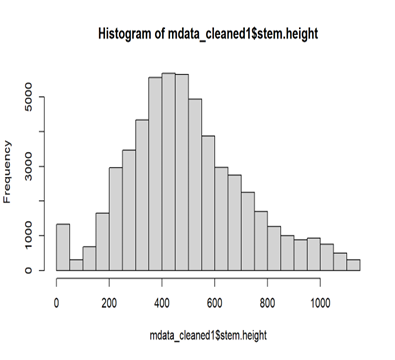 Histogram of mdata_cleaned1$stem.height
Frequency
5000
3000
1000
0
0 200 400 600 800 1000
mdata_cleaned1$stem.height